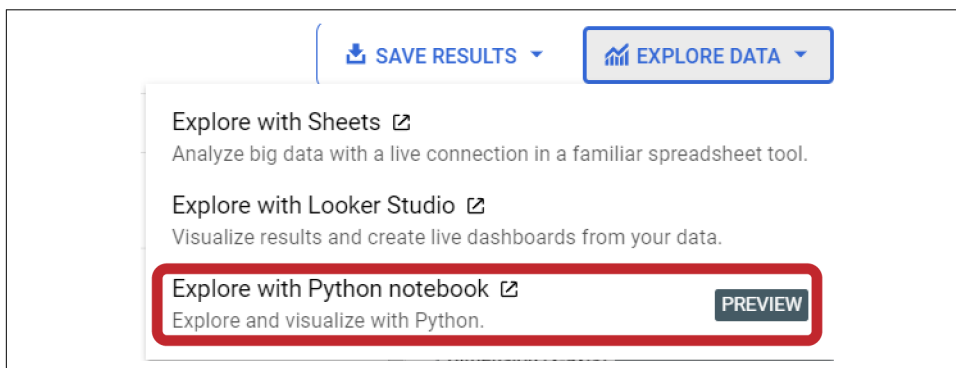 SAVE RESULTS EXPLORE DATA
Explore with Sheets
Analyze big data with a live connection in a familiar spreadsheet tool.
Explore with Looker Studio
Visualize results and create live dashboards from your data.
Explore with Python notebook
PREVIEW
Explore and visualize with Python.